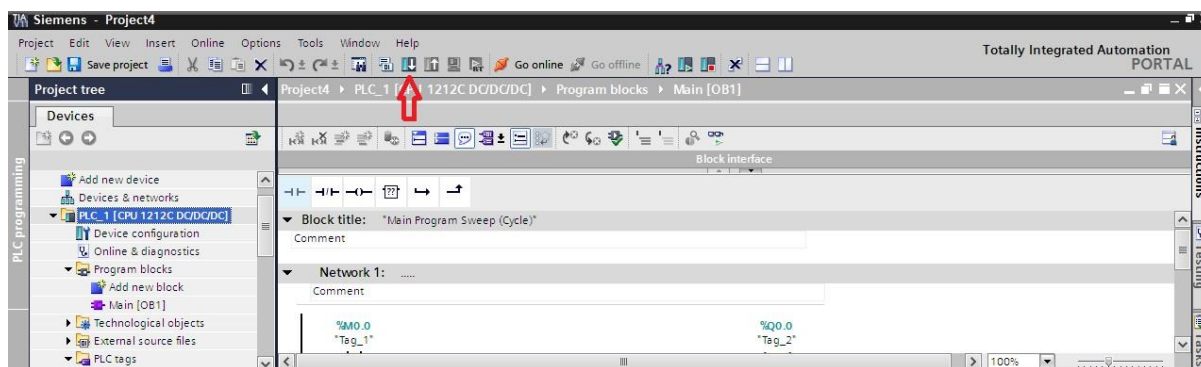 Siemens - Project4
Project Edit View Insert Online Options Tools Window Help
Save project Go online Go offline
Totally Integrated Automation
PORTAL
Project tree
Project4 PLC_1 [CPU 1212C DC/DC/DC] Program blocks Main [OB1]
Devices
Block interface
Add new device
Devices & networks
PLC_1 [CPU 1212C DC/DC/DC]
Device configuration
Online & diagnostics
Program blocks
Add new block
Main [OB1]
Technological objects
External source files
PLC tags
Block title: "Main Program Sweep (Cycle)"
Comment
Network 1: .....
Comment
%M0.0 %Q0.0
"Tag_1" "Tag_2"
100%
PLC programming
Instructions
Testing
Tasks